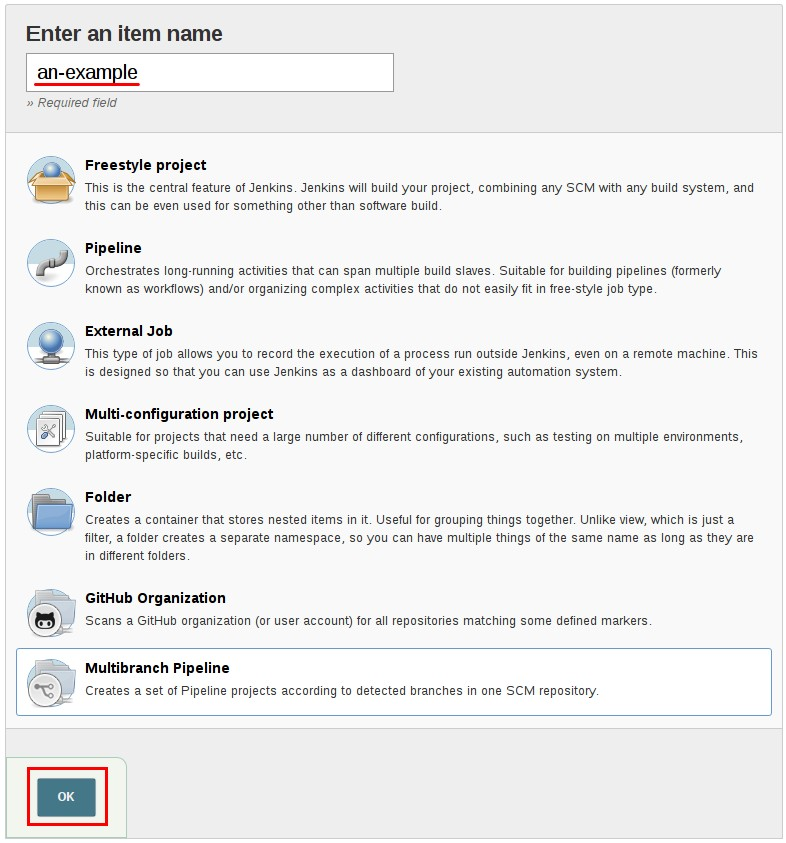 Enter an item name
an-example
» Required field
Freestyle project
This is the central feature of Jenkins. Jenkins will build your project, combining any SCM with any build system, and
this can be even used for something other than software build.
Pipeline
Orchestrates long-running activities that can span multiple build slaves. Suitable for building pipelines (formerly
known as workflows) and/or organizing complex activities that do not easily fit in free-style job type.
External Job
This type of job allows you to record the execution of a process run outside Jenkins, even on a remote machine. This
is designed so that you can use Jenkins as a dashboard of your existing automation system.
Multi-configuration project
Suitable for projects that need a large number of different configurations, such as testing on multiple environments,
platform-specific builds, etc.
Folder
Creates a container that stores nested items in it. Useful for grouping things together. Unlike view, which is just a
filter, a folder creates a separate namespace, so you can have multiple things of the same name as long as they are
in different folders.
GitHub Organization
Scans a GitHub organization (or user account) for all repositories matching some defined markers.
Multibranch Pipeline
Creates a set of Pipeline projects according to detected branches in one SCM repository.
OK